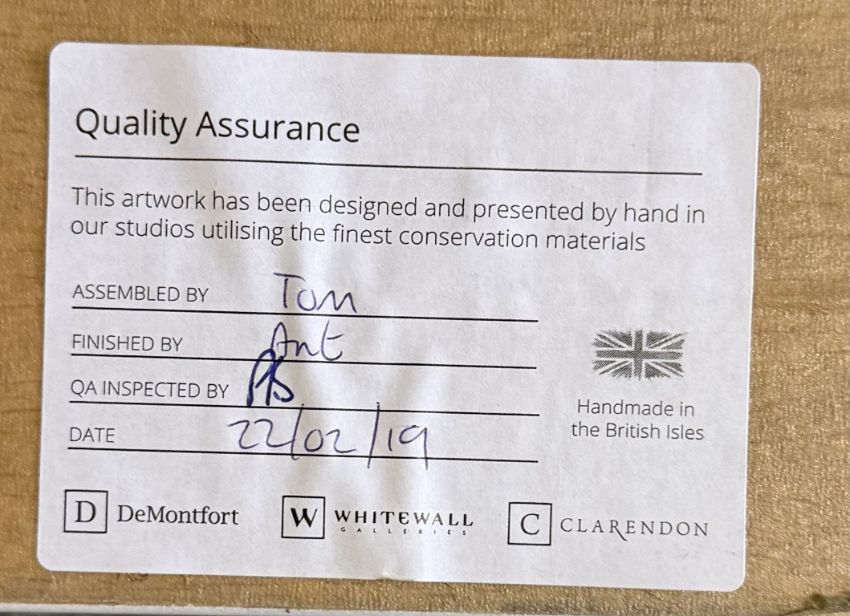 Quality Assurance
This artwork has been designed and presented by hand in
our studios utilising the finest conservation materials
ASSEMBLED BY Tom
FINISHED BY Ant
QA INSPECTED BY
DATE 22/02/19
Handmade in
the British Isles
D DeMontfort
W WHITEWALL
GALLERIES
C CLARENDON